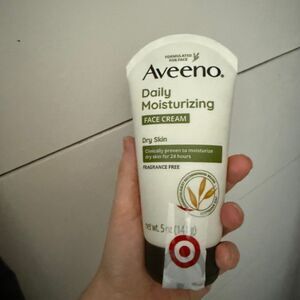 FORMULATED FOR FACE
Aveeno®
Daily
Moisturizing
FACE CREAM
Dry Skin
Clinically proven to moisturize
dry skin for 24 hours
FRAGRANCE FREE
net wt. 5 oz